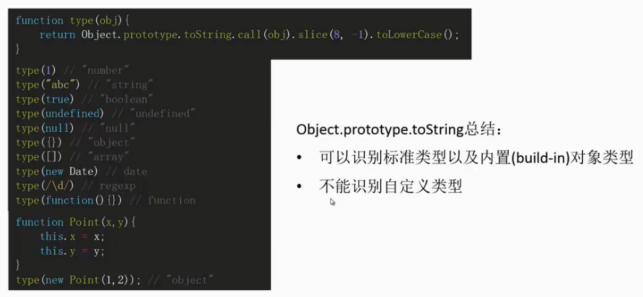 function type(obj){
return Object.prototype.toString.call(obj).slice(8, -1).toLowerCase();
}
type(1) // "number"
type("abc") // "string"
type(true) // "boolean"
type(undefined) // "undefined"
type(null) // "null"
type({}) // "object"
type([]) // "array"
type(new Date) // date
type(/\d/) // regexp
type(function(){}) // function
function Point(x,y){
this.x = x;
this.y = y;
}
type(new Point(1,2)); // "object"
Object.prototype.toString总结：
• 可以识别标准类型以及内置(build-in)对象类型
• 不能识别自定义类型